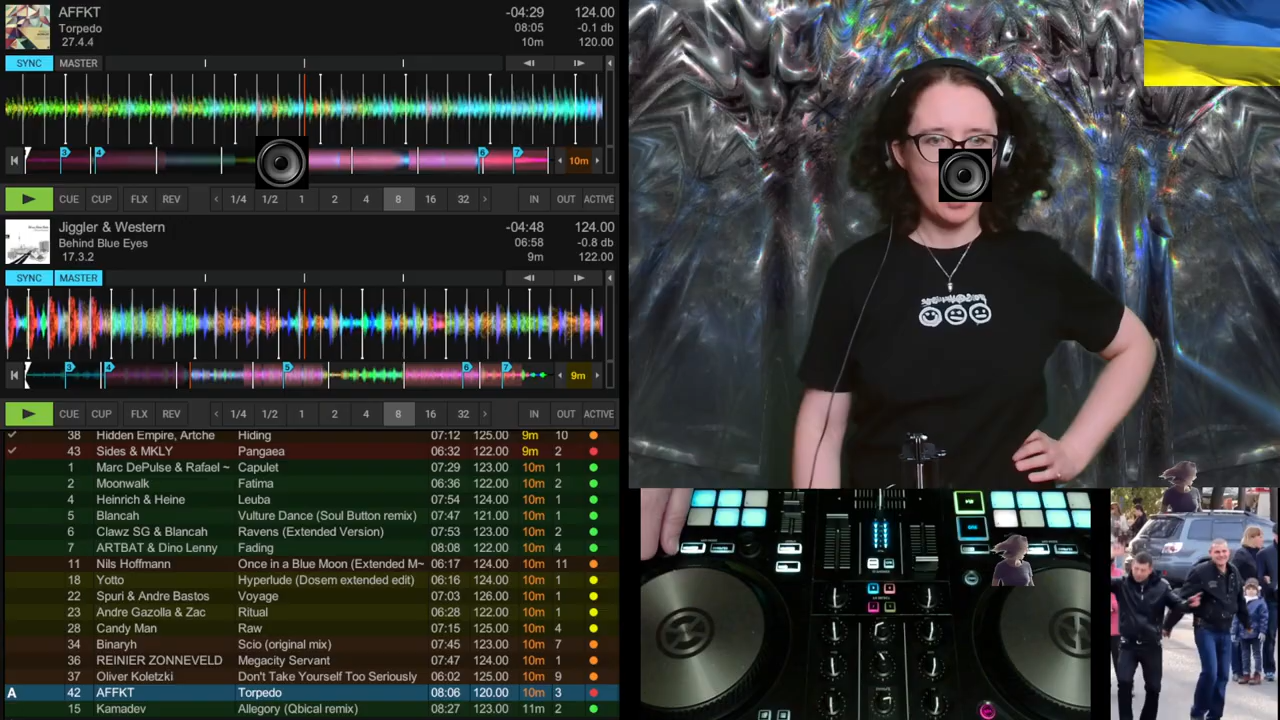 AFFKT
Torpedo
27.4.4
-04:29
08:05
10m
124.00
-0.1 db
120.00
SYNC MASTER
3 4 6 7 10m
CUE CUP FLX REV 1/4 1/2 1 2 4 8 16 32 IN OUT ACTIVE
Jiggler & Western
Behind Blue Eyes
17.3.2
-04:48
06:58
9m
124.00
-0.8 db
122.00
SYNC MASTER
3 4 5 6 7 9m
CUE CUP FLX REV 1/4 1/2 1 2 4 8 16 32 IN OUT ACTIVE
38 Hidden Empire, Artche Hiding 07:12 125.00 9m 10
43 Sides & MKLY Pangaea 06:32 122.00 9m 2
1 Marc DePulse & Rafael ~ Capulet 07:29 123.00 10m 1
2 Moonwalk Fatima 06:36 122.00 10m 2
4 Heinrich & Heine Leuba 07:54 123.00 10m 1
5 Blancah Vulture Dance (Soul Button remix) 07:47 121.00 10m 1
6 Clawz SG & Blancah Ravens (Extended Version) 07:53 123.00 10m 2
7 ARTBAT & Dino Lenny Fading 08:08 122.00 10m 4
11 Nils Hoffmann Once in a Blue Moon (Extended M~ 06:17 124.00 10m 11
18 Yotto Hyperlude (Dosem extended edit) 06:16 124.00 10m 1
22 Spuri & Andre Bastos Voyage 07:03 126.00 10m 1
23 Andre Gazolla & Zac Ritual 06:28 122.00 10m 1
28 Candy Man Raw 07:15 125.00 10m 4
34 Binaryh Scio (original mix) 07:45 123.00 10m 7
36 REINIER ZONNEVELD Megacity Servant 07:47 124.00 10m 1
37 Oliver Koletzki Don't Take Yourself Too Seriously 06:02 125.00 10m 9
A 42 AFFKT Torpedo 08:06 120.00 10m 3
15 Kamadev Allegory (Qbical remix) 08:27 123.00 11m 2